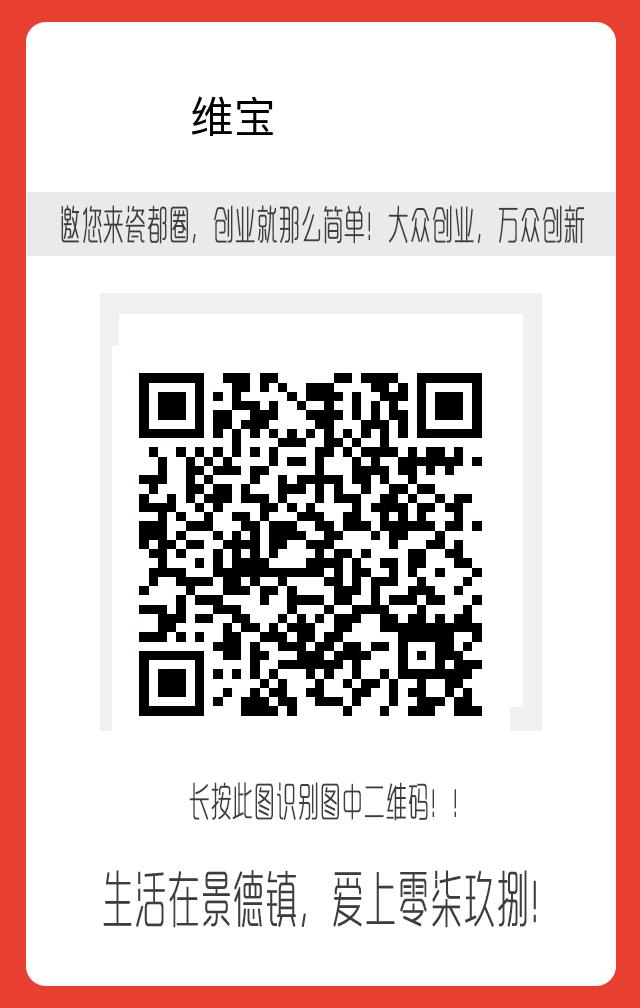 维宝
邀您来瓷都圈，创业就那么简单！大众创业，万众创新
长按此图识别图中二维码！！
生活在景德镇，爱上零柒玖捌！